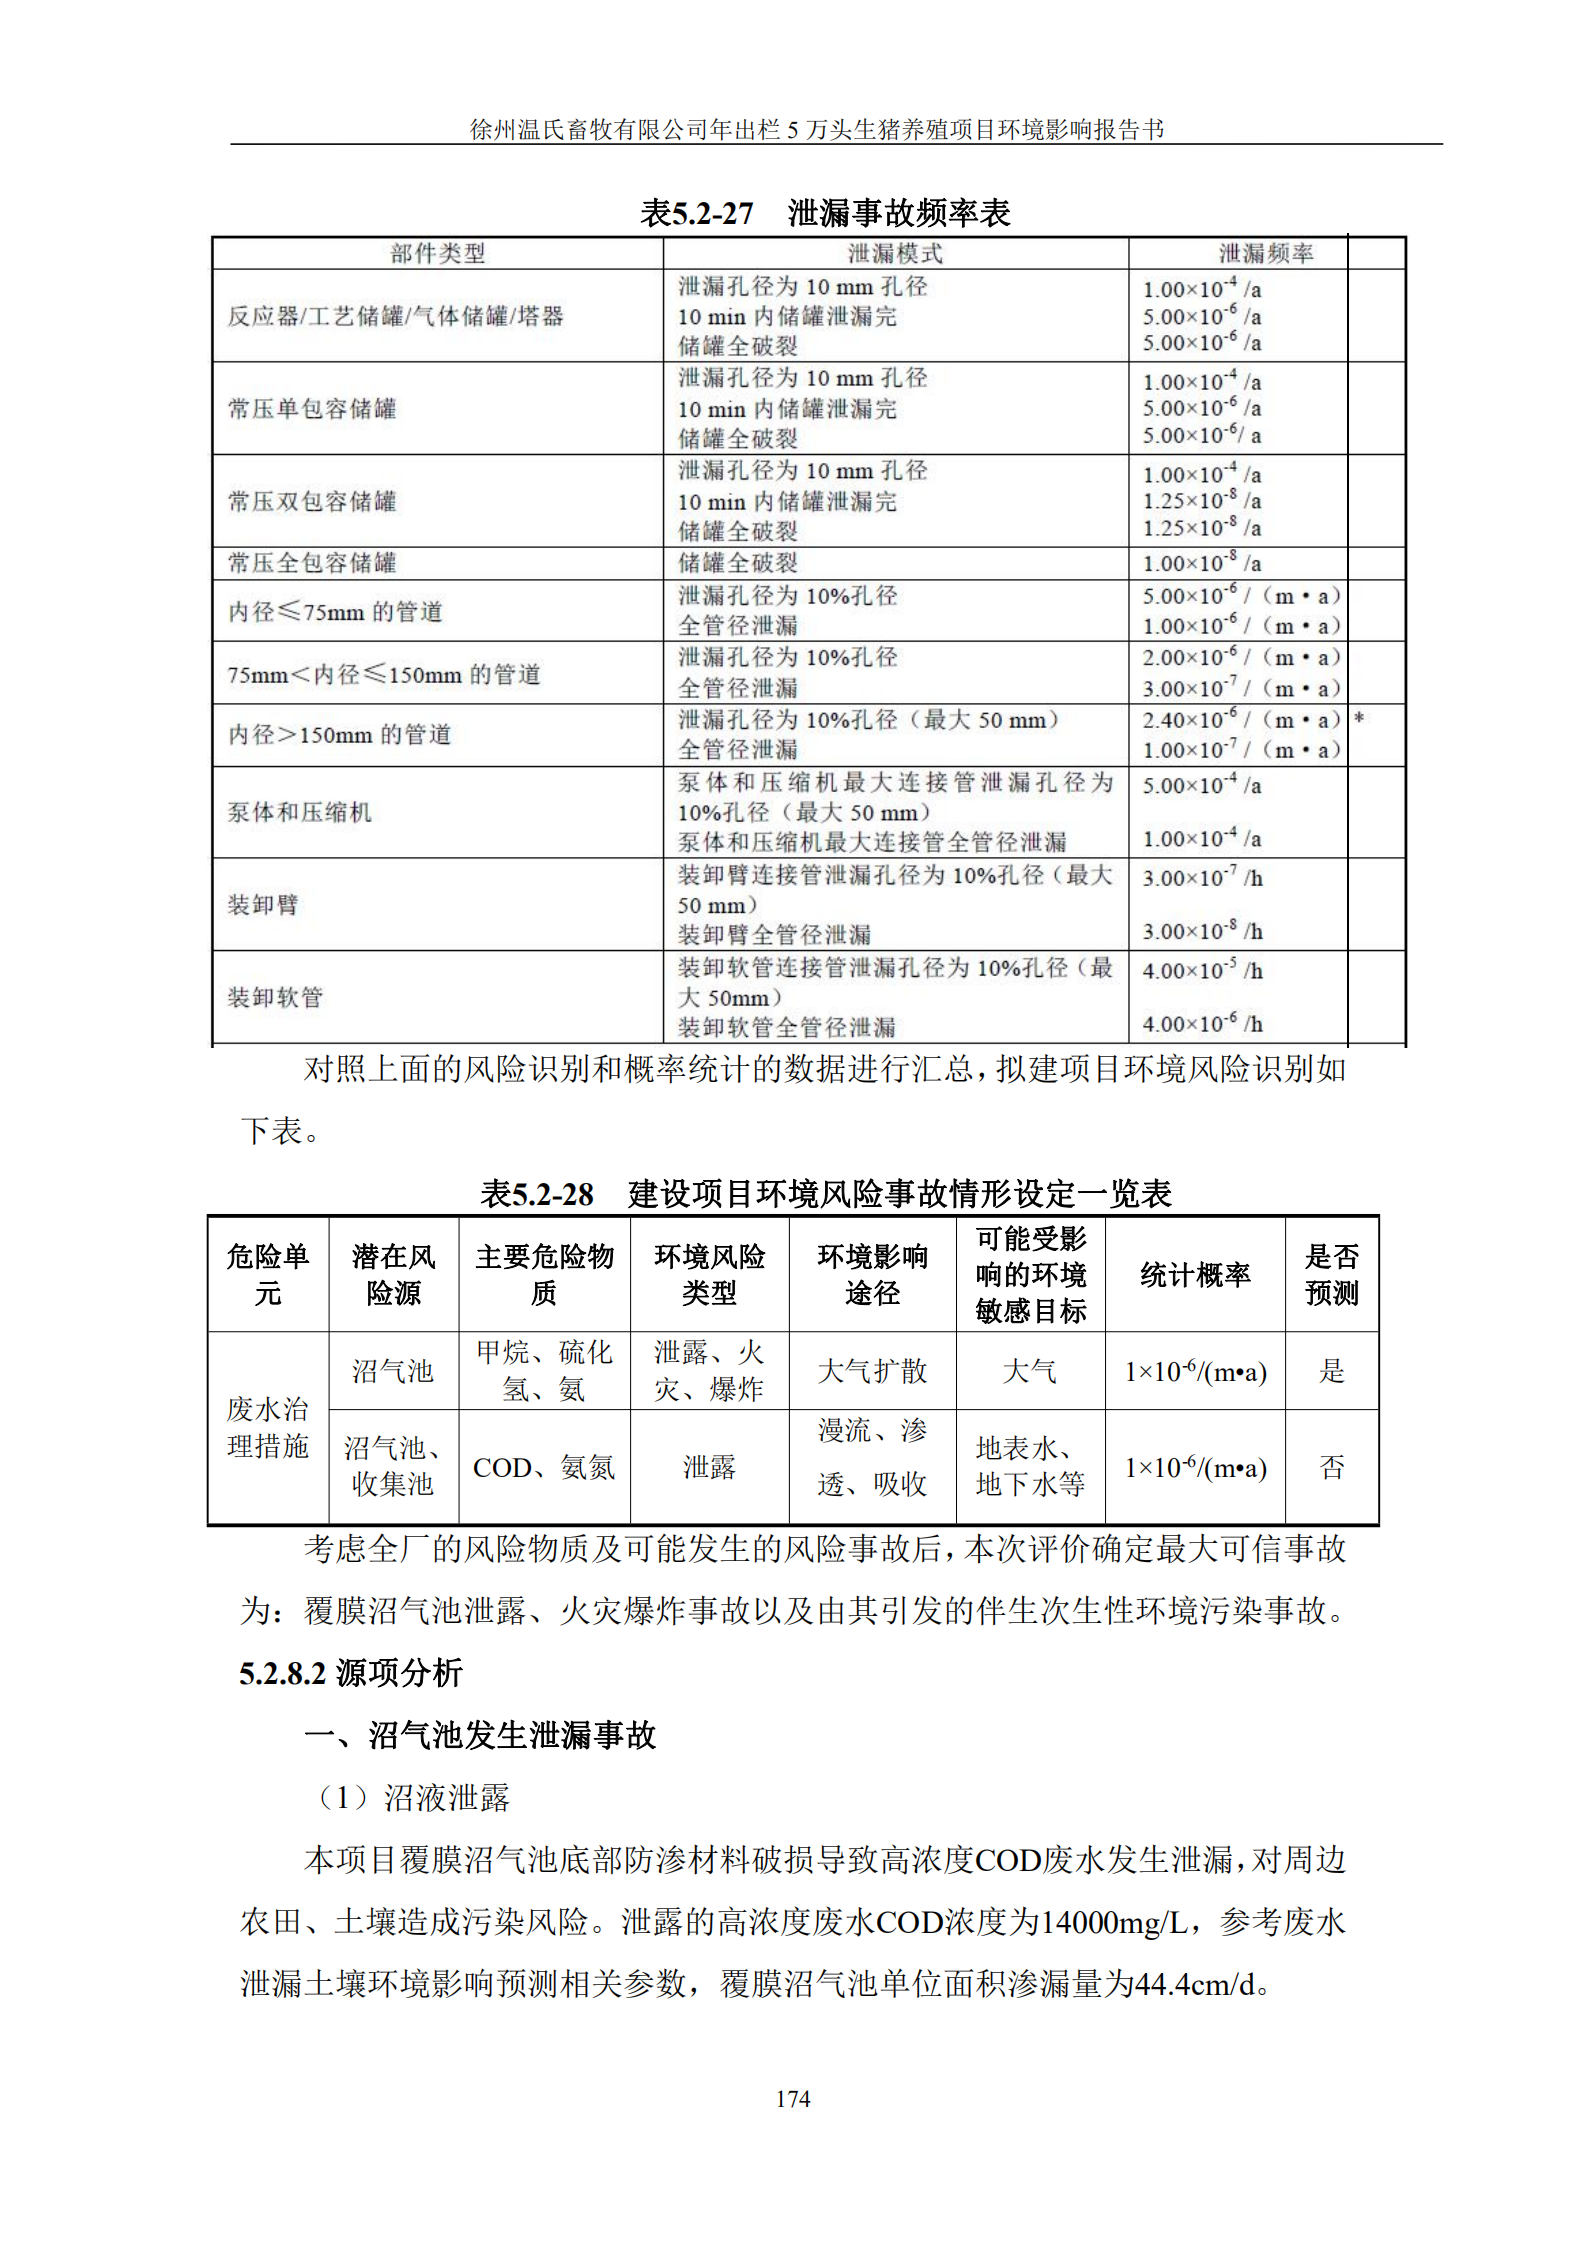 徐州温氏畜牧有限公司年出栏 5 万头生猪养殖项目环境影响报告书
表5.2-27 泄漏事故频率表
部件类型 泄漏模式 泄漏频率
反应器/工艺储罐/气体储罐/塔器
泄漏孔径为 10 mm 孔径 1.00×10⁻⁴ /a
10 min 内储罐泄漏完 5.00×10⁻⁶ /a
储罐全破裂 5.00×10⁻⁶ /a
常压单包容储罐
泄漏孔径为 10 mm 孔径 1.00×10⁻⁴ /a
10 min 内储罐泄漏完 5.00×10⁻⁶ /a
储罐全破裂 5.00×10⁻⁶/ a
常压双包容储罐
泄漏孔径为 10 mm 孔径 1.00×10⁻⁴ /a
10 min 内储罐泄漏完 1.25×10⁻⁸ /a
储罐全破裂 1.25×10⁻⁸ /a
常压全包容储罐 储罐全破裂 1.00×10⁻⁸ /a
内径≤75mm 的管道
泄漏孔径为 10%孔径 5.00×10⁻⁶ /（m·a）
全管径泄漏 1.00×10⁻⁶ /（m·a）
75mm＜内径≤150mm 的管道
泄漏孔径为 10%孔径 2.00×10⁻⁶ /（m·a）
全管径泄漏 3.00×10⁻⁷ /（m·a）
内径＞150mm 的管道
泄漏孔径为 10%孔径（最大 50 mm） 2.40×10⁻⁶ /（m·a） *
全管径泄漏 1.00×10⁻⁷ /（m·a）
泵体和压缩机
泵体和压缩机最大连接管泄漏孔径为 5.00×10⁻⁴ /a
10%孔径（最大 50 mm）
泵体和压缩机最大连接管全管径泄漏 1.00×10⁻⁴ /a
装卸臂
装卸臂连接管泄漏孔径为 10%孔径（最大 3.00×10⁻⁷ /h
50 mm）
装卸臂全管径泄漏 3.00×10⁻⁸ /h
装卸软管
装卸软管连接管泄漏孔径为 10%孔径（最 4.00×10⁻⁵ /h
大 50mm）
装卸软管全管径泄漏 4.00×10⁻⁶ /h
对照上面的风险识别和概率统计的数据进行汇总，拟建项目环境风险识别如
下表。
表5.2-28 建设项目环境风险事故情形设定一览表
危险单
元
潜在风
险源
主要危险物
质
环境风险
类型
环境影响
途径
可能受影
响的环境
敏感目标
统计概率
是否
预测
废水治
理措施
沼气池
甲烷、硫化
氢、氨
泄露、火
灾、爆炸
大气扩散
大气
1×10⁻⁶/(m•a)
是
沼气池、
收集池
COD、氨氮
泄露
漫流、渗
透、吸收
地表水、
地下水等
1×10⁻⁶/(m•a)
否
考虑全厂的风险物质及可能发生的风险事故后，本次评价确定最大可信事故
为：覆膜沼气池泄露、火灾爆炸事故以及由其引发的伴生次生性环境污染事故。
5.2.8.2 源项分析
一、沼气池发生泄漏事故
（1）沼液泄露
本项目覆膜沼气池底部防渗材料破损导致高浓度COD废水发生泄漏，对周边
农田、土壤造成污染风险。泄露的高浓度废水COD浓度为14000mg/L，参考废水
泄漏土壤环境影响预测相关参数，覆膜沼气池单位面积渗漏量为44.4cm/d。
174